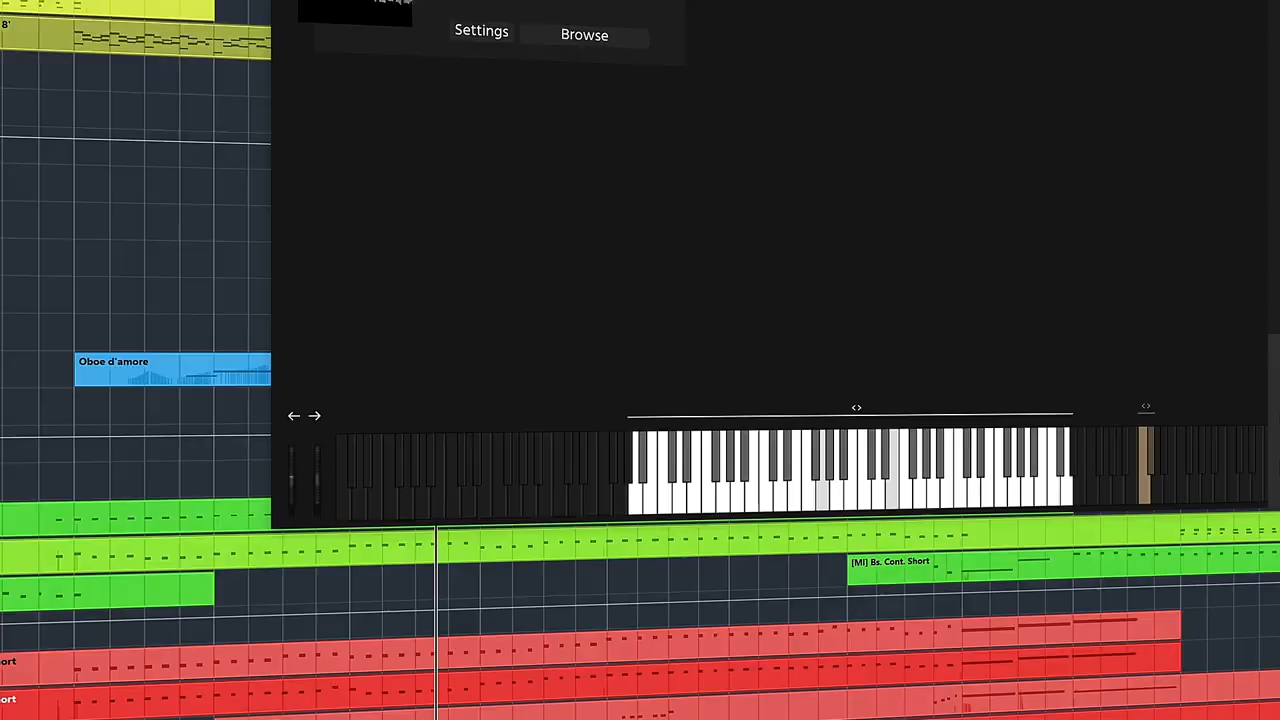 8'
Settings
Browse
Oboe d'amore
[MI] Bs. Cont. Short
ort
ort